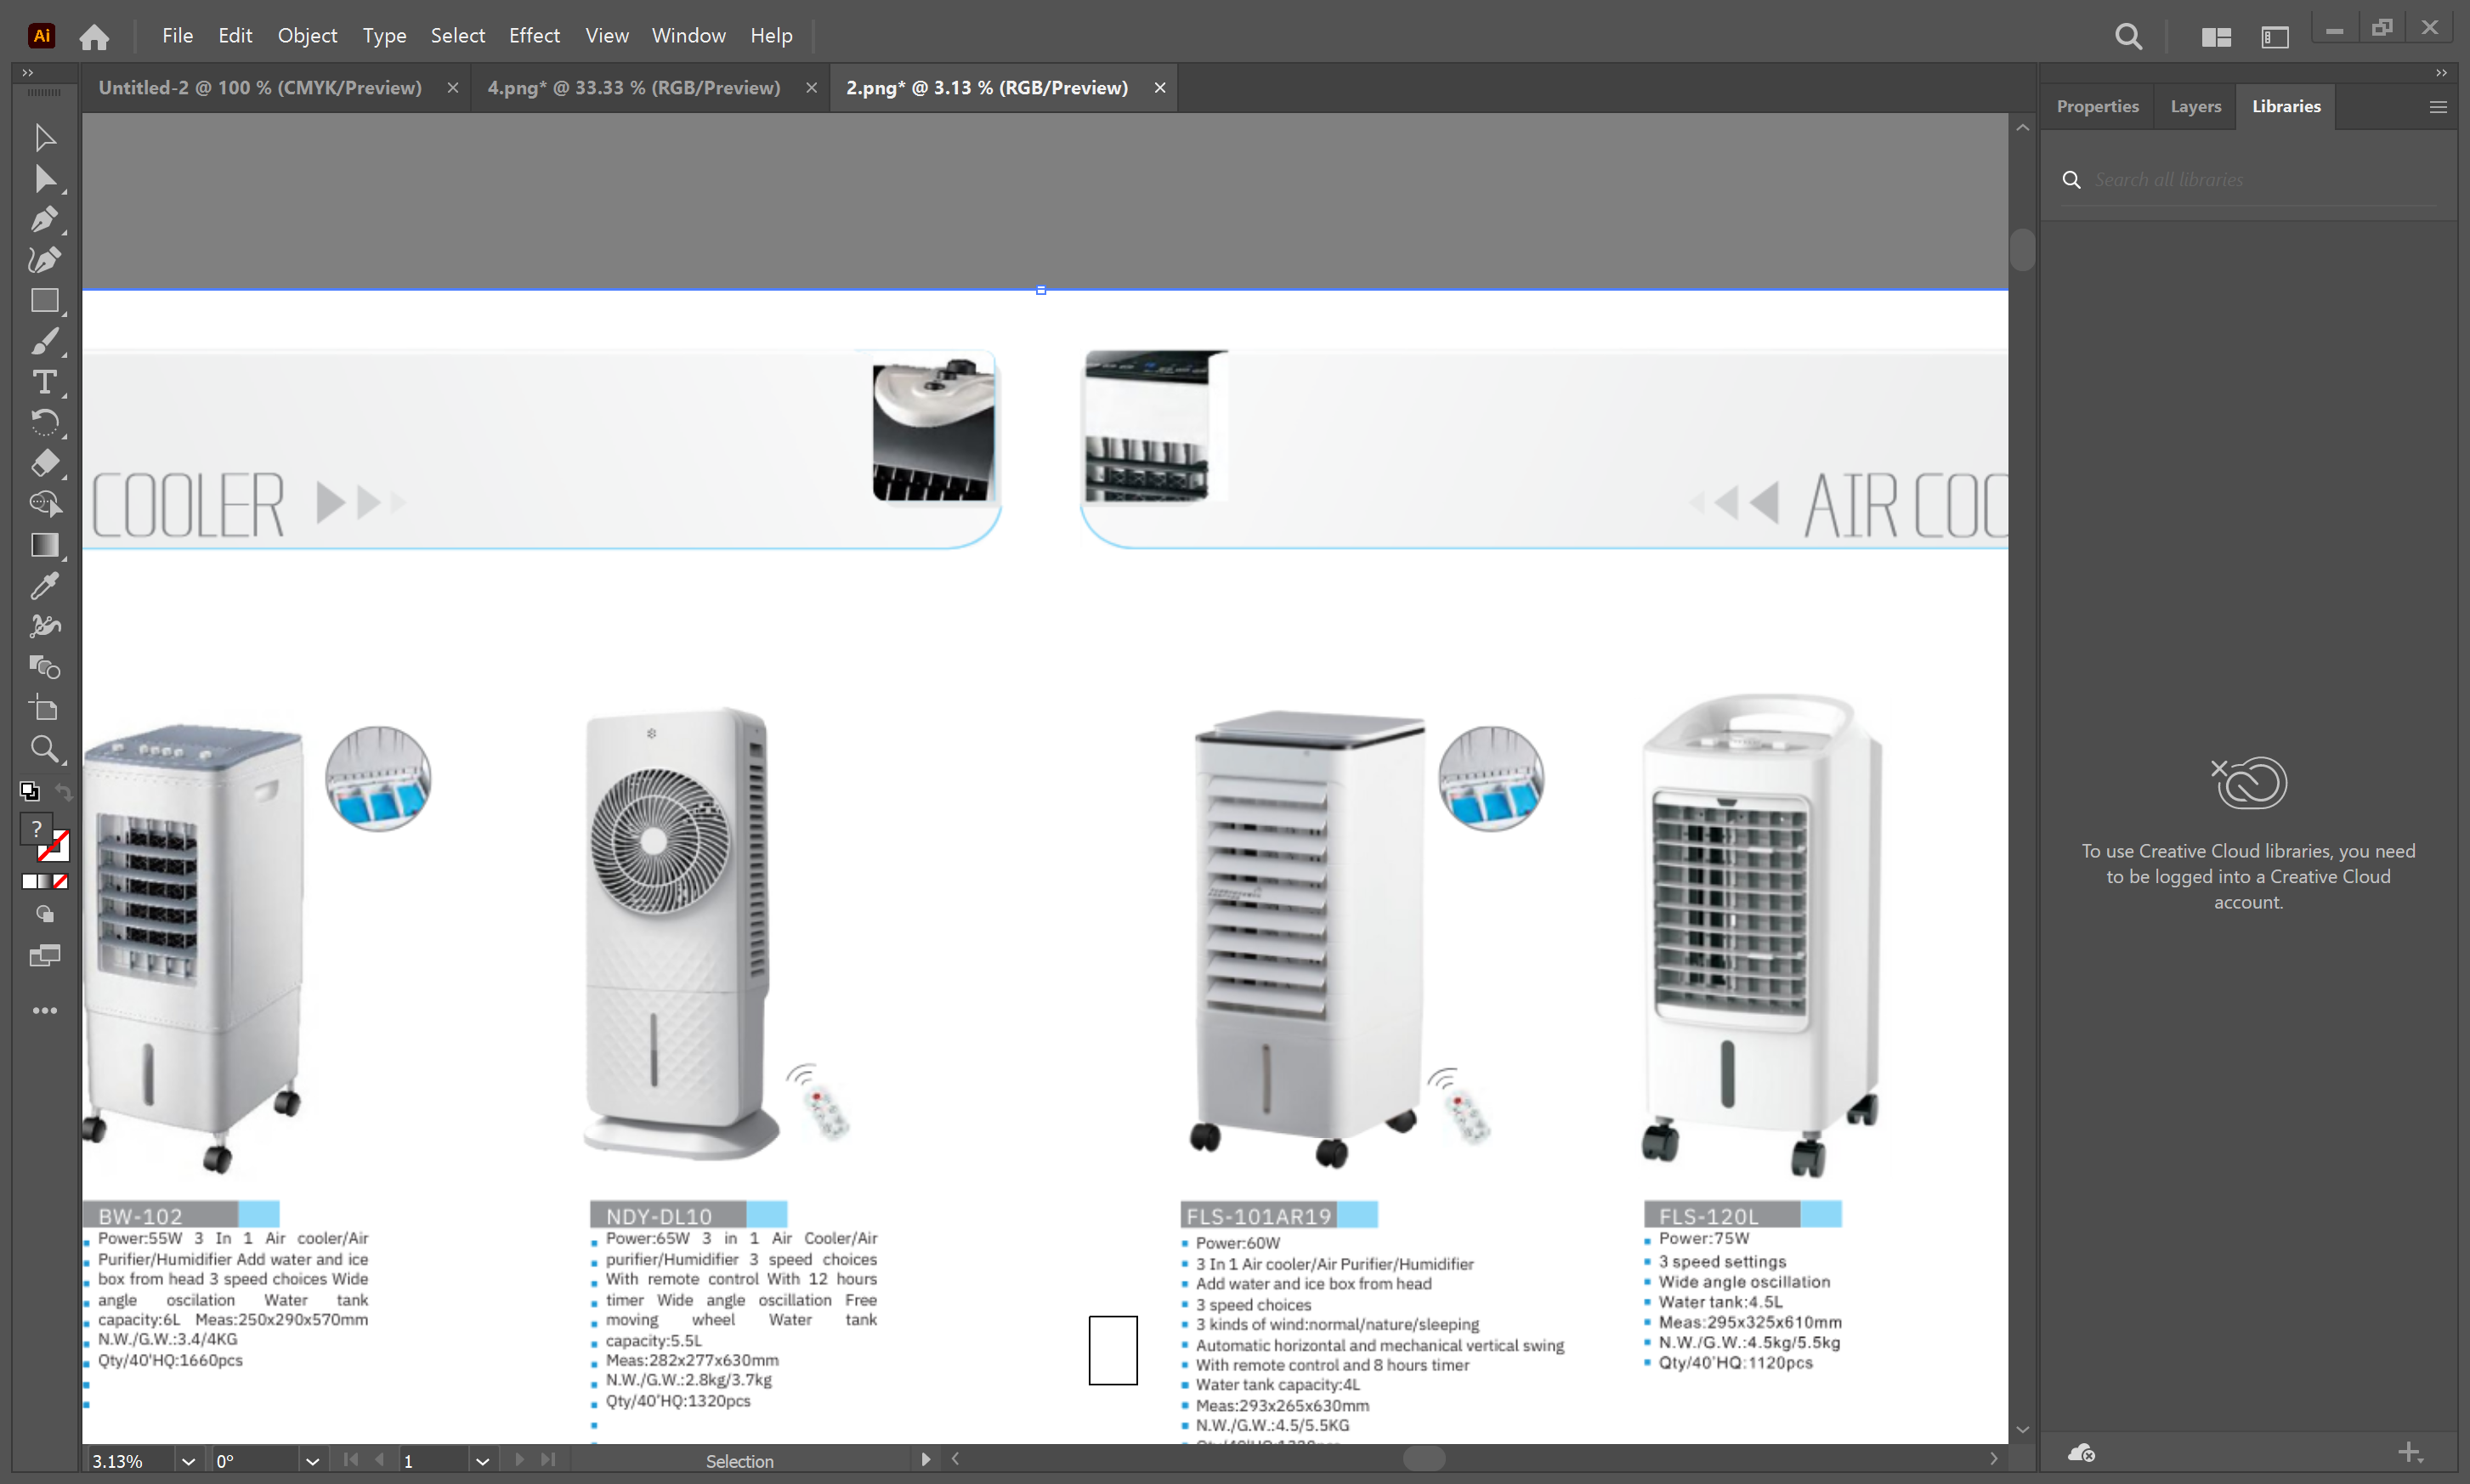 Ai File Edit Object Type Select Effect View Window Help
Untitled-2 @ 100 % (CMYK/Preview) 4.png* @ 33.33 % (RGB/Preview) 2.png* @ 3.13 % (RGB/Preview)
Properties Layers Libraries
Search all libraries
COOLER
AIR COO
To use Creative Cloud libraries, you need
to be logged into a Creative Cloud
account.
BW-102
Power:55W 3 In 1 Air cooler/Air
Purifier/Humidifier Add water and ice
box from head 3 speed choices Wide
angle oscilation Water tank
capacity:6L Meas:250x290x570mm
N.W./G.W.:3.4/4KG
Qty/40'HQ:1660pcs
NDY-DL10
Power:65W 3 in 1 Air Cooler/Air
purifier/Humidifier 3 speed choices
With remote control With 12 hours
timer Wide angle oscillation Free
moving wheel Water tank
capacity:5.5L
Meas:282x277x630mm
N.W./G.W.:2.8kg/3.7kg
Qty/40'HQ:1320pcs
FLS-101AR19
Power:60W
3 In 1 Air cooler/Air Purifier/Humidifier
Add water and ice box from head
3 speed choices
3 kinds of wind:normal/nature/sleeping
Automatic horizontal and mechanical vertical swing
With remote control and 8 hours timer
Water tank capacity:4L
Meas:293x265x630mm
N.W./G.W.:4.5/5.5KG
FLS-120L
Power:75W
3 speed settings
Wide angle oscillation
Water tank:4.5L
Meas:295x325x610mm
N.W./G.W.:4.5kg/5.5kg
Qty/40'HQ:1120pcs
?
3.13% 0° 1 Selection